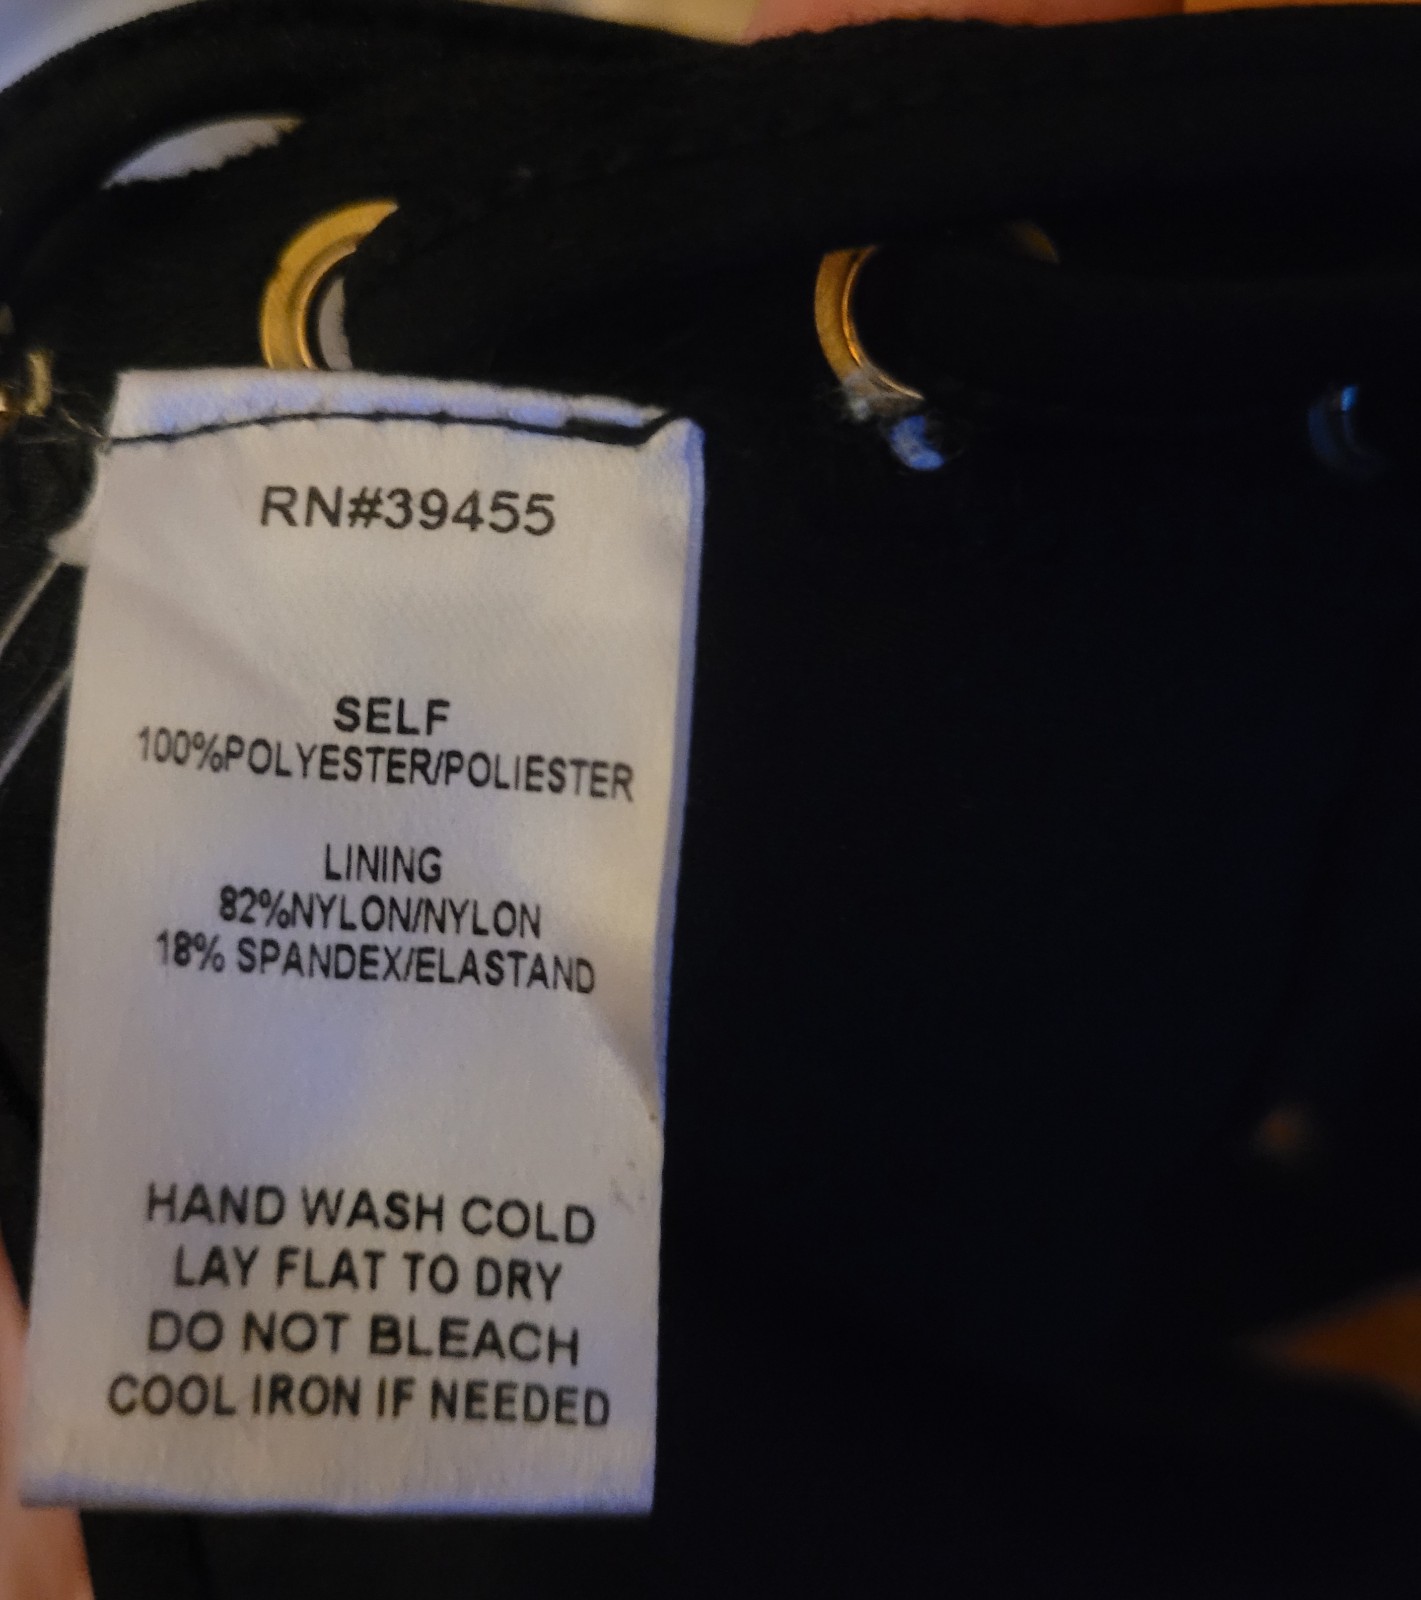 RN#39455
SELF
100%POLYESTER/POLIESTER
LINING
82%NYLON/NYLON
18% SPANDEX/ELASTAND
HAND WASH COLD
LAY FLAT TO DRY
DO NOT BLEACH
COOL IRON IF NEEDED